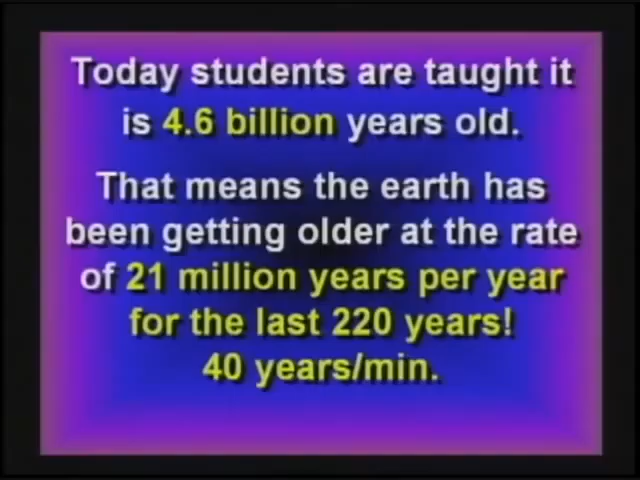 Today students are taught it
is 4.6 billion years old.
That means the earth has
been getting older at the rate
of 21 million years per year
for the last 220 years!
40 years/min.